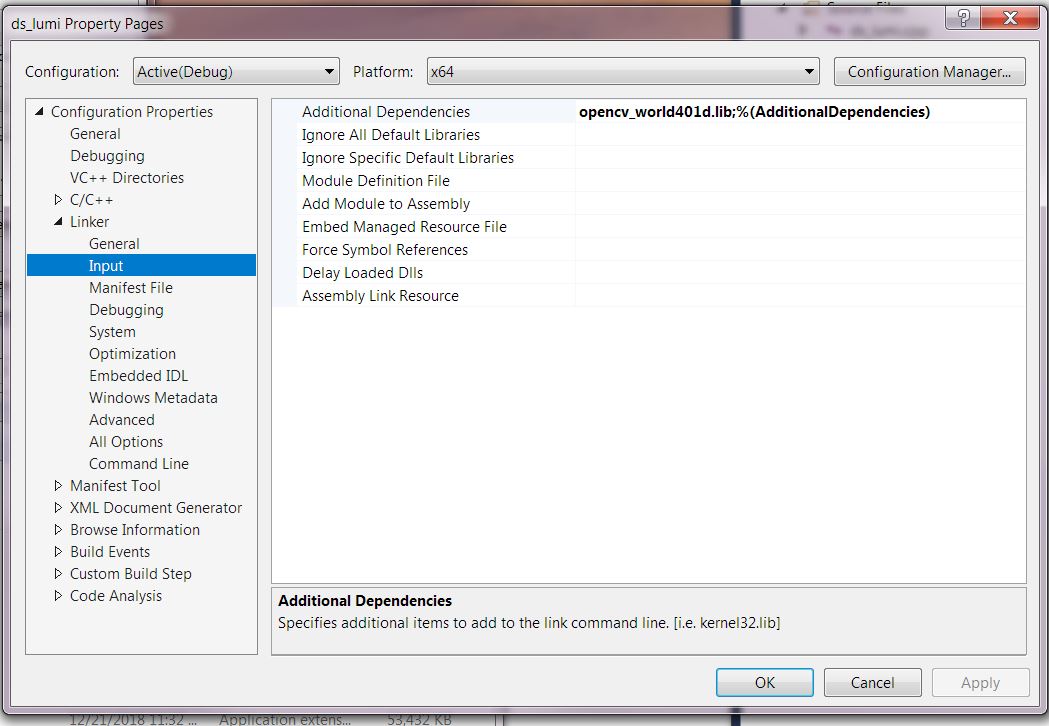 ds_lumi Property Pages
Configuration: Active(Debug) Platform: x64 Configuration Manager...
Configuration Properties
General
Debugging
VC++ Directories
C/C++
Linker
General
Input
Manifest File
Debugging
System
Optimization
Embedded IDL
Windows Metadata
Advanced
All Options
Command Line
Manifest Tool
XML Document Generator
Browse Information
Build Events
Custom Build Step
Code Analysis
Additional Dependencies opencv_world401d.lib;%(AdditionalDependencies)
Ignore All Default Libraries
Ignore Specific Default Libraries
Module Definition File
Add Module to Assembly
Embed Managed Resource File
Force Symbol References
Delay Loaded Dlls
Assembly Link Resource
Additional Dependencies
Specifies additional items to add to the link command line. [i.e. kernel32.lib]
OK Cancel Apply
12/21/2018 11:32 ... Application extens... 53,432 KB